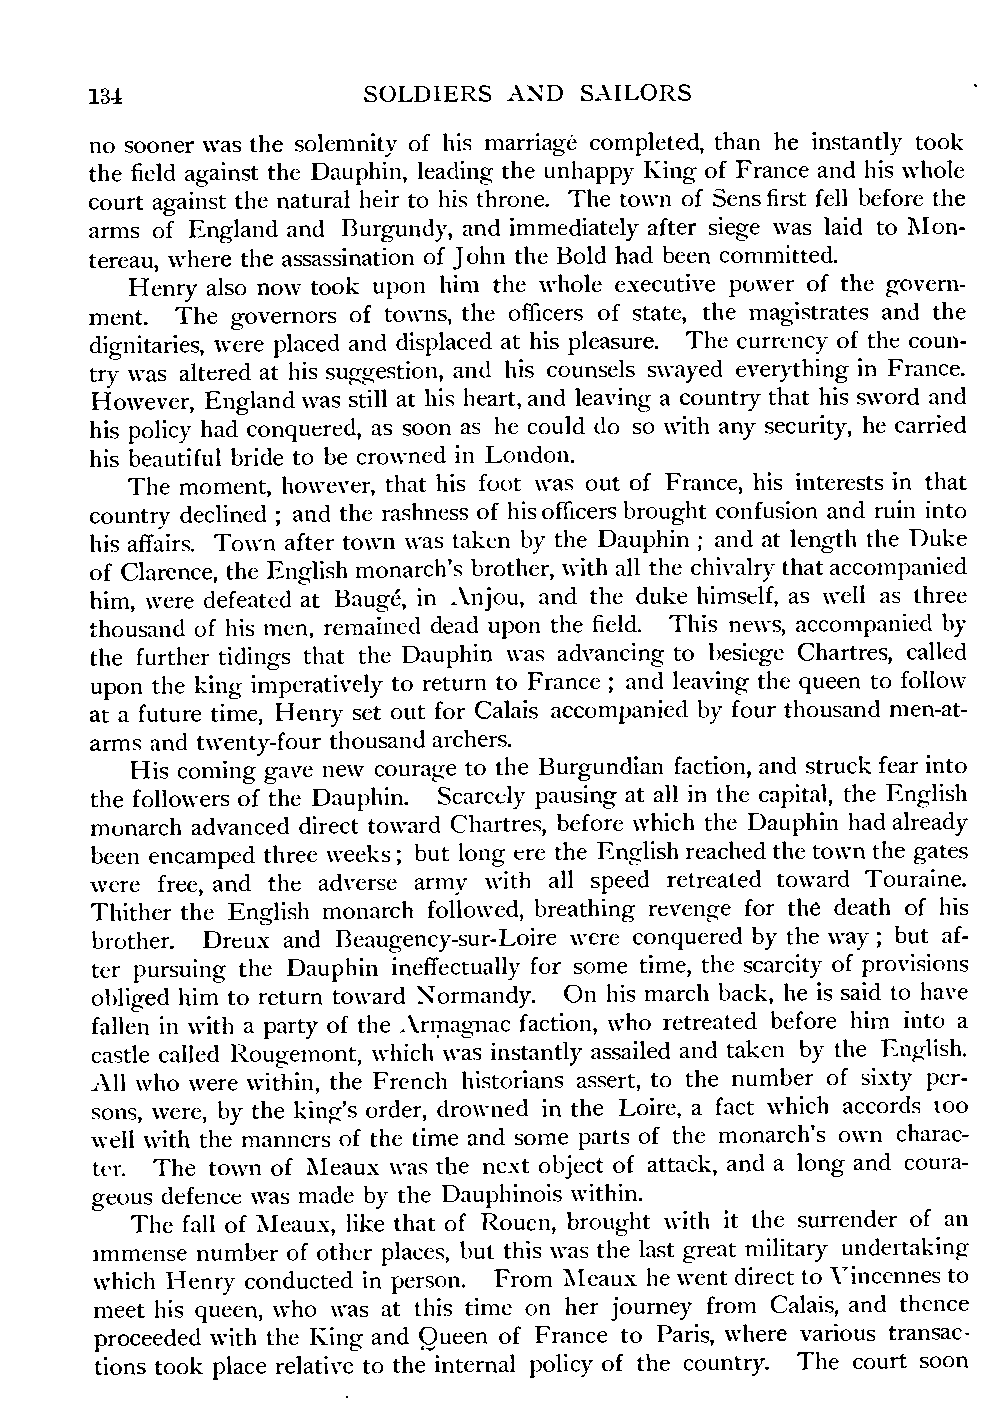 134 SOLDIERS AND SAILORS
no sooner was the solemnity of his marriage completed, than he instantly took
the field against the Dauphin, leading the unhappy King of France and his whole
court against the natural heir to his throne. The town of Sens first fell before the
arms of England and Burgundy, and immediately after siege was laid to Mon-
tereau, where the assassination of John the Bold had been committed.
Henry also now took upon him the whole executive power of the govern-
ment. The governors of towns, the officers of state, the magistrates and the
dignitaries, were placed and displaced at his pleasure. The currency of the coun-
try was altered at his suggestion, and his counsels swayed everything in France.
However, England was still at his heart, and leaving a country that his sword and
his policy had conquered, as soon as he could do so with any security, he carried
his beautiful bride to be crowned in London.
The moment, however, that his foot was out of France, his interests in that
country declined ; and the rashness of his officers brought confusion and ruin into
his affairs. Town after town was taken by the Dauphin ; and at length the Duke
of Clarence, the English monarch's brother, with all the chivalry that accompanied
him, were defeated at Baugé, in Anjou, and the duke himself, as well as three
thousand of his men, remained dead upon the field. This news, accompanied by
the further tidings that the Dauphin was advancing to besiege Chartres, called
upon the king imperatively to return to France ; and leaving the queen to follow
at a future time, Henry set out for Calais accompanied by four thousand men-at-
arms and twenty-four thousand archers.
His coming gave new courage to the Burgundian faction, and struck fear into
the followers of the Dauphin. Scarcely pausing at all in the capital, the English
monarch advanced direct toward Chartres, before which the Dauphin had already
been encamped three weeks ; but long ere the English reached the town the gates
were free, and the adverse army with all speed retreated toward Touraine.
Thither the English monarch followed, breathing revenge for the death of his
brother. Dreux and Beaugency-sur-Loire were conquered by the way ; but af-
ter pursuing the Dauphin ineffectually for some time, the scarcity of provisions
obliged him to return toward Normandy. On his march back, he is said to have
fallen in with a party of the Armagnac faction, who retreated before him into a
castle called Rougemont, which was instantly assailed and taken by the English.
All who were within, the French historians assert, to the number of sixty per-
sons, were, by the king's order, drowned in the Loire, a fact which accords too
well with the manners of the time and some parts of the monarch's own charac-
ter. The town of Meaux was the next object of attack, and a long and coura-
geous defence was made by the Dauphinois within.
The fall of Meaux, like that of Rouen, brought with it the surrender of an
immense number of other places, but this was the last great military undertaking
which Henry conducted in person. From Meaux he went direct to Vincennes to
meet his queen, who was at this time on her journey from Calais, and thence
proceeded with the King and Queen of France to Paris, where various transac-
tions took place relative to the internal policy of the country. The court soon